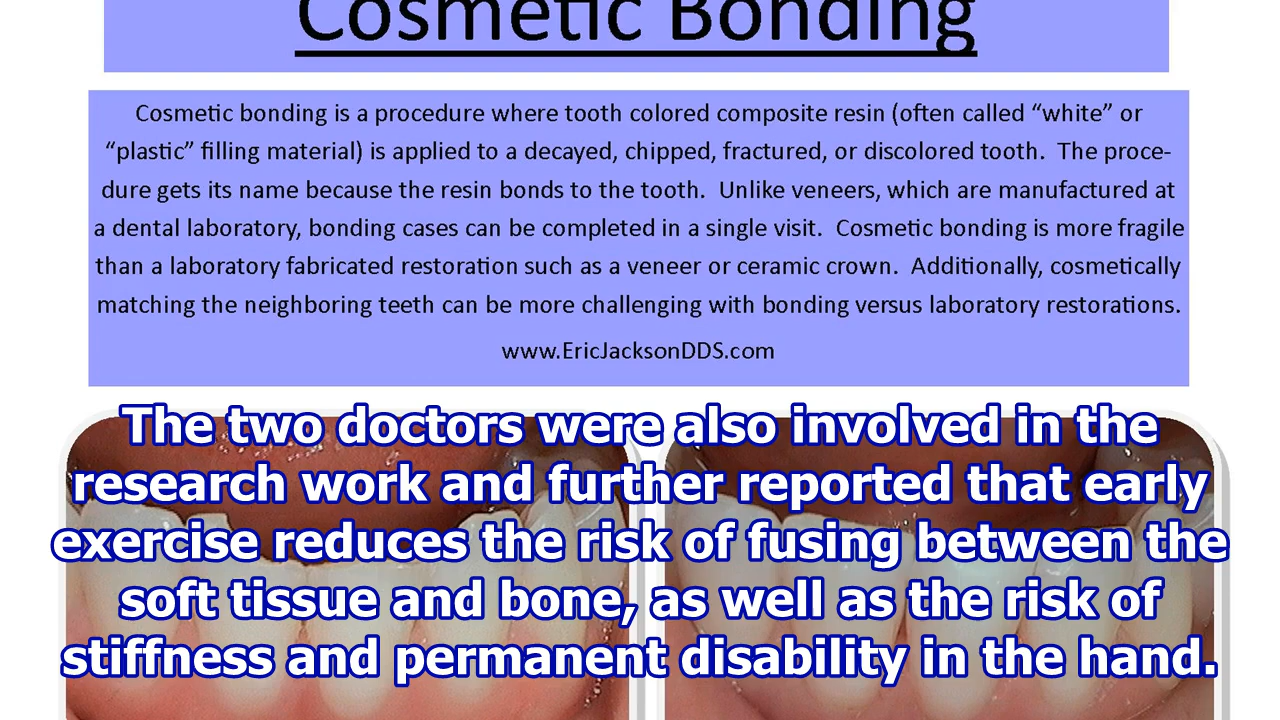 Cosmetic Bonding
Cosmetic bonding is a procedure where tooth colored composite resin (often called “white” or
“plastic” filling material) is applied to a decayed, chipped, fractured, or discolored tooth.  The proce-
dure gets its name because the resin bonds to the tooth.  Unlike veneers, which are manufactured at
a dental laboratory, bonding cases can be completed in a single visit.  Cosmetic bonding is more fragile
than a laboratory fabricated restoration such as a veneer or ceramic crown.  Additionally, cosmetically
matching the neighboring teeth can be more challenging with bonding versus laboratory restorations.
www.EricJacksonDDS.com
The two doctors were also involved in the
research work and further reported that early
exercise reduces the risk of fusing between the
soft tissue and bone, as well as the risk of
stiffness and permanent disability in the hand.